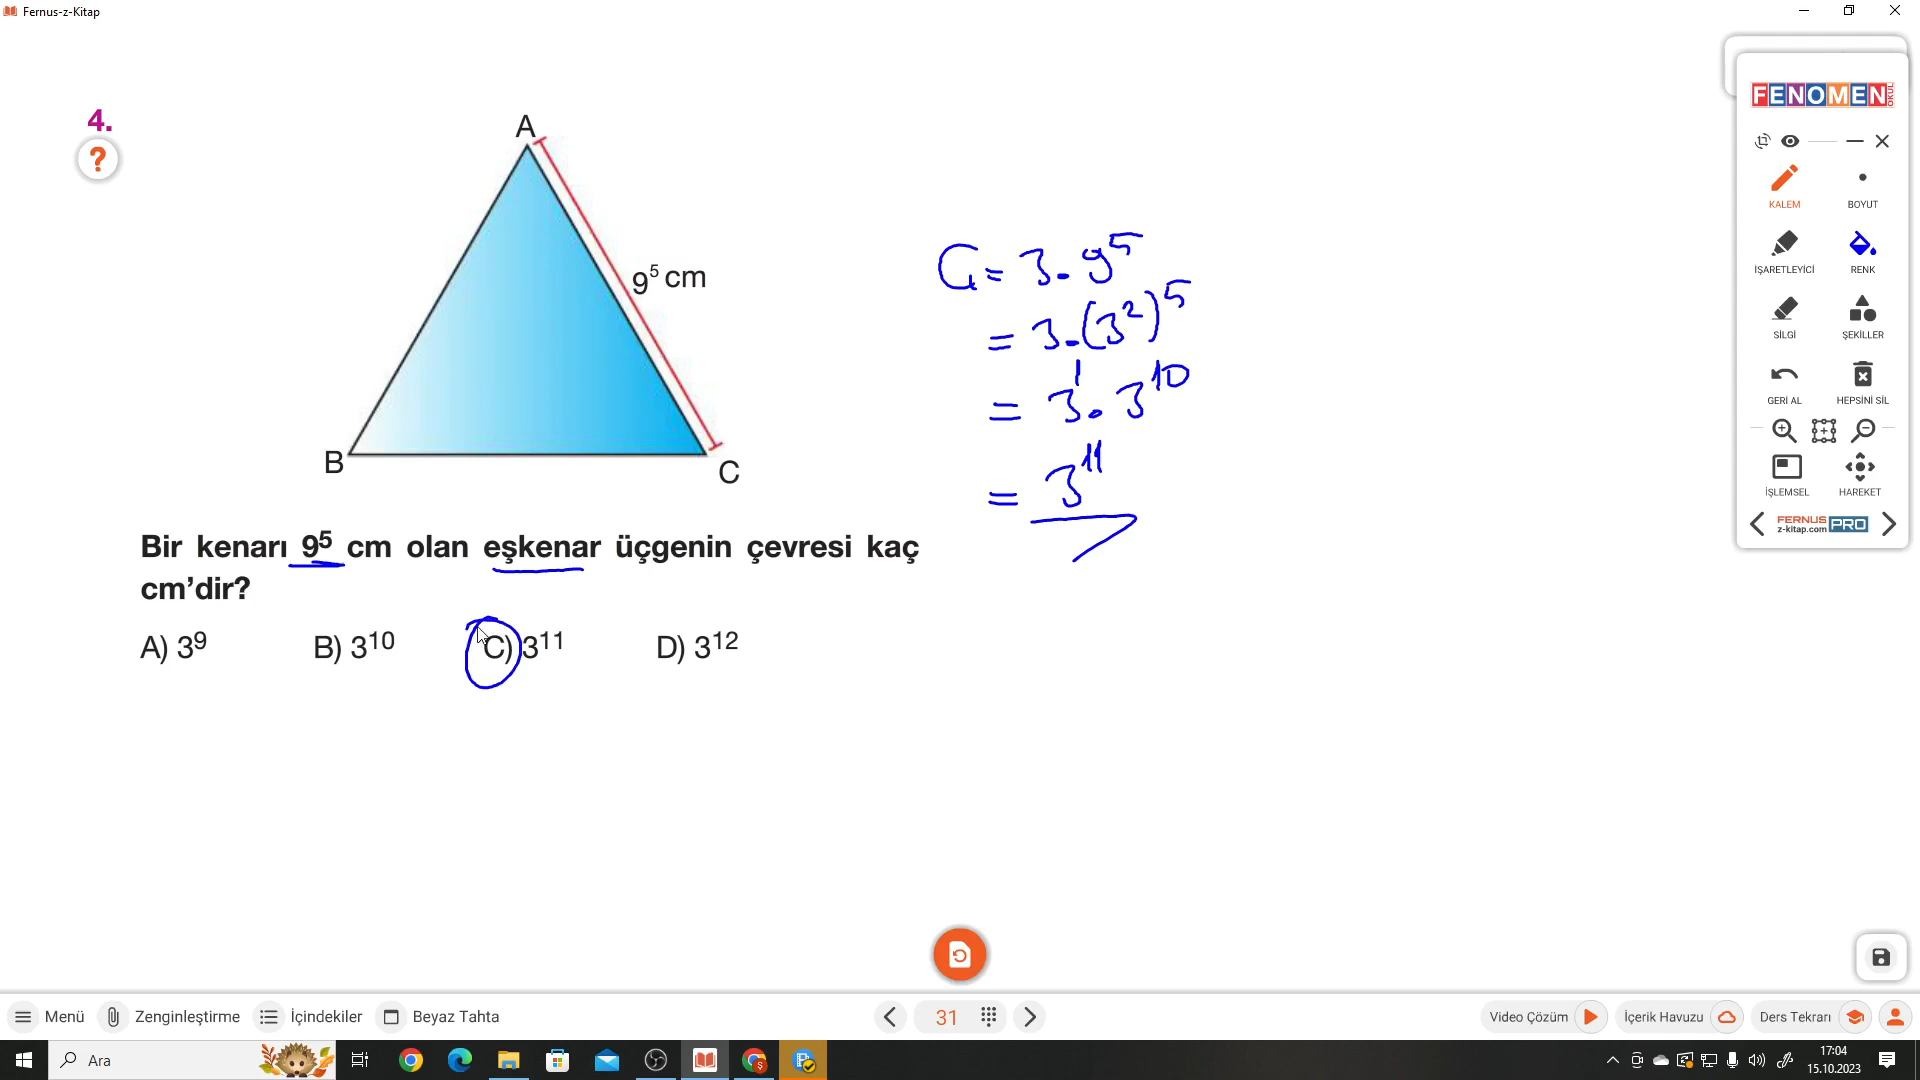 Fernus-z-Kitap
4.
?
A
9⁵ cm
B
C
Ç = 3 · 9⁵
= 3 · (3²)⁵
= 3¹ · 3¹⁰
= 3¹¹
Bir kenarı 9⁵ cm olan eşkenar üçgenin çevresi kaç
cm'dir?
A) 3⁹ B) 3¹⁰ C) 3¹¹ D) 3¹²
FENOMEN OKUL
KALEM BOYUT
İŞARETLEYİCİ RENK
SİLGİ ŞEKİLLER
GERİ AL HEPSİNİ SİL
İŞLEMSEL HAREKET
FERNUS
z-kitap.com PRO
Menü Zenginleştirme İçindekiler Beyaz Tahta 31 Video Çözüm İçerik Havuzu Ders Tekrarı
Ara
17:04
15.10.2023